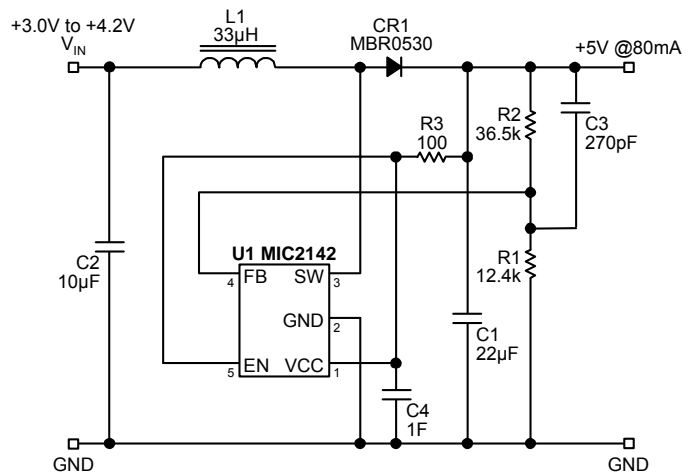 +3.0V to +4.2V
VIN
L1
33µH
CR1
MBR0530
+5V @80mA
R3
100
R2
36.5k
C3
270pF
C2
10µF
U1 MIC2142
4
FB
SW
3
R1
12.4k
GND
2
C1
22µF
5
EN
VCC
1
C4
1F
GND
GND